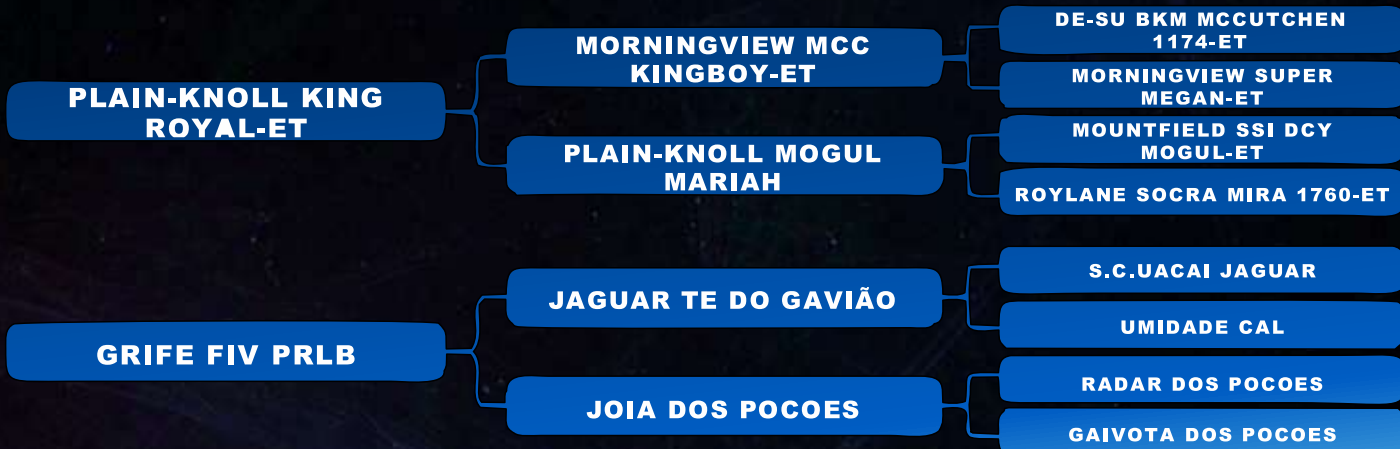 DE-SU BKM MCCUTCHEN
1174-ET
MORNINGVIEW MCC
KINGBOY-ET
MORNINGVIEW SUPER
MEGAN-ET
PLAIN-KNOLL KING
ROYAL-ET
MOUNTFIELD SSI DCY
MOGUL-ET
PLAIN-KNOLL MOGUL
MARIAH
ROYLANE SOCRA MIRA 1760-ET
S.C.UACAI JAGUAR
JAGUAR TE DO GAVIÃO
UMIDADE CAL
GRIFE FIV PRLB
RADAR DOS POCOES
JOIA DOS POCOES
GAIVOTA DOS POCOES